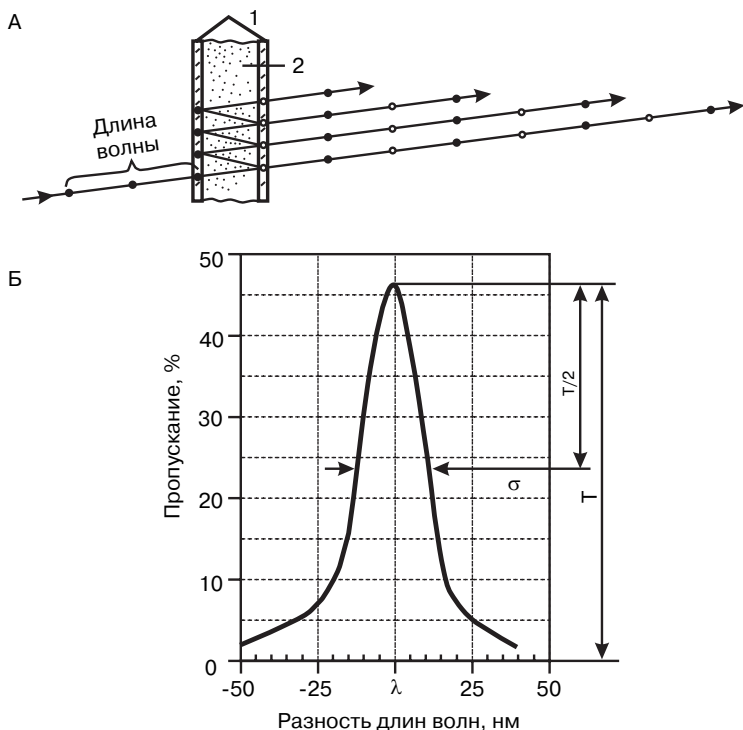 А
1
2
Длина
волны
Б
50
40
30
20
10
0
Пропускание, %
T/2
σ
T
-50 -25 λ 25 50
Разность длин волн, нм